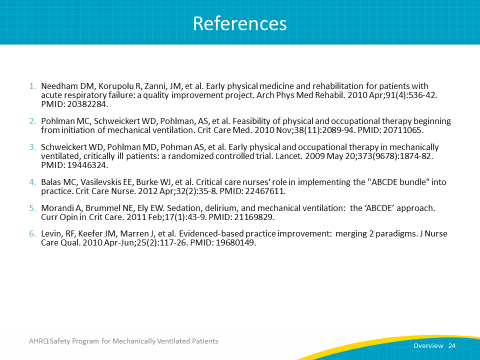 References
1. Needham DM, Korupolu R, Zanni, JM, et al. Early physical medicine and rehabilitation for patients with
acute respiratory failure: a quality improvement project. Arch Phys Med Rehabil. 2010 Apr;91(4):536-42.
PMID: 20382284.
2. Pohlman MC, Schweickert WD, Pohlman, AS, et al. Feasibility of physical and occupational therapy beginning
from initiation of mechanical ventilation. Crit Care Med. 2010 Nov;38(11):2089-94. PMID: 20711065.
3. Schweickert WD, Pohlman MD, Pohman AS, et al. Early physical and occupational therapy in mechanically
ventilated, critically ill patients: a randomized controlled trial. Lancet. 2009 May 20;373(9678):1874-82.
PMID: 19446324.
4. Balas MC, Vasilevskis EE, Burke WJ, et al. Critical care nurses' role in implementing the "ABCDE bundle" into
practice. Crit Care Nurse. 2012 Apr;32(2):35-8. PMID: 22467611.
5. Morandi A, Brummel NE, Ely EW. Sedation, delirium, and mechanical ventilation: the ‘ABCDE’ approach.
Curr Opin in Crit Care. 2011 Feb;17(1):43-9. PMID: 21169829.
6. Levin, RF, Keefer JM, Marren J, et al. Evidenced-based practice improvement: merging 2 paradigms. J Nurse
Care Qual. 2010 Apr-Jun;25(2):117-26. PMID: 19680149.
AHRQ Safety Program for Mechanically Ventilated Patients
Overview 24